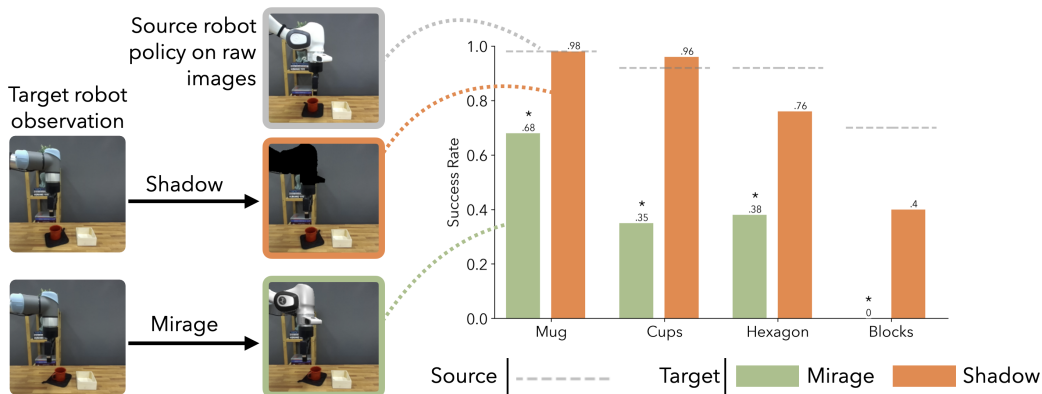 Source robot
policy on raw
images
Target robot
observation
Shadow
Mirage
Success Rate
1.0
0.8
0.6
0.4
0.2
0.0
*
.68
.98
*
.35
.96
*
.38
.76
*
0
.4
Mug
Cups
Hexagon
Blocks
Source
Target
Mirage
Shadow